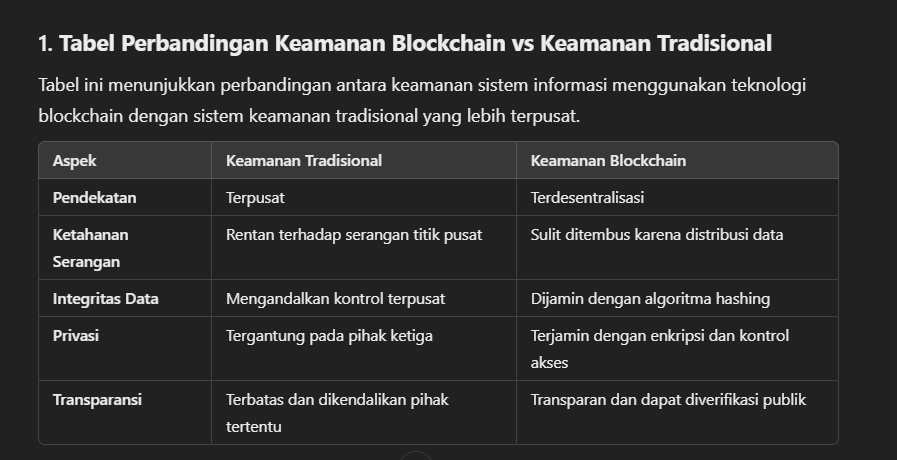 1. Tabel Perbandingan Keamanan Blockchain vs Keamanan Tradisional
Tabel ini menunjukkan perbandingan antara keamanan sistem informasi menggunakan teknologi
blockchain dengan sistem keamanan tradisional yang lebih terpusat.
Aspek Keamanan Tradisional Keamanan Blockchain
Pendekatan Terpusat Terdesentralisasi
Ketahanan Rentan terhadap serangan titik pusat Sulit ditembus karena distribusi data
Serangan
Integritas Data Mengandalkan kontrol terpusat Dijamin dengan algoritma hashing
Privasi Tergantung pada pihak ketiga Terjamin dengan enkripsi dan kontrol
akses
Transparansi Terbatas dan dikendalikan pihak Transparan dan dapat diverifikasi publik
tertentu